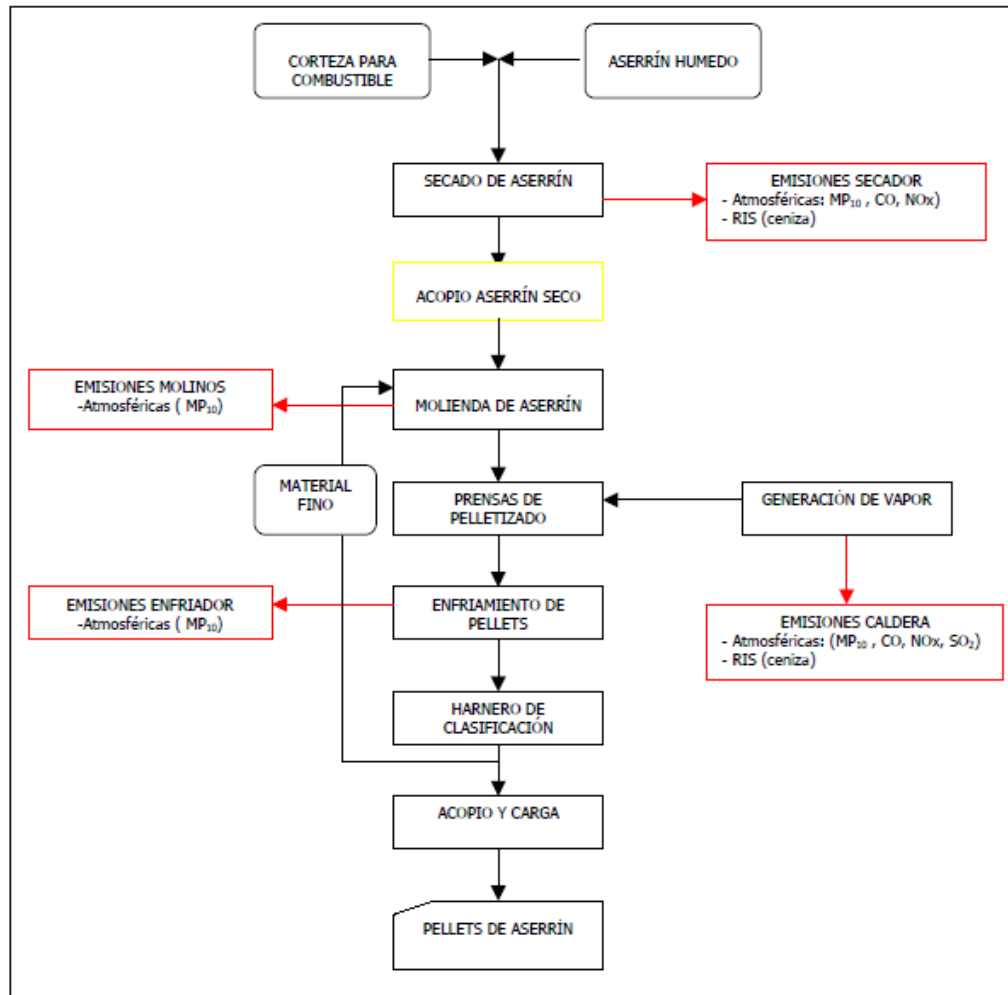 CORTEZA PARA
COMBUSTIBLE
ASERRÍN HUMEDO
SECADO DE ASERRÍN
EMISIONES SECADOR
- Atmosféricas: MP₁₀ , CO, NOx)
- RIS (ceniza)
ACOPIO ASERRÍN SECO
EMISIONES MOLINOS
-Atmosféricas ( MP₁₀)
MOLIENDA DE ASERRÍN
MATERIAL
FINO
PRENSAS DE
PELLETIZADO
GENERACIÓN DE VAPOR
EMISIONES ENFRIADOR
-Atmosféricas ( MP₁₀)
ENFRIAMIENTO DE
PELLETS
EMISIONES CALDERA
- Atmosféricas: (MP₁₀ , CO, NOx, SO₂)
- RIS (ceniza)
HARNERO DE
CLASIFICACIÓN
ACOPIO Y CARGA
PELLETS DE ASERRÍN